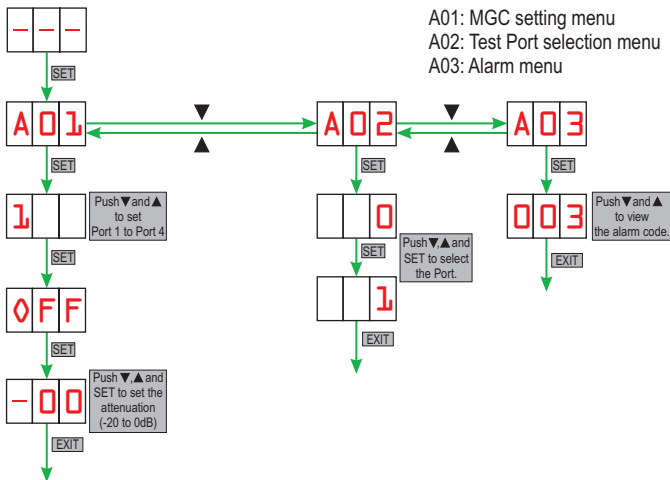 A01: MGC setting menu
A02: Test Port selection menu
A03: Alarm menu
---
SET
A01
▼
▲
A02
▼
▲
A03
SET
SET
SET
1
Push ▼ and ▲
to set
Port 1 to Port 4
0
003
Push ▼ and ▲
to view
the alarm code.
SET
SET
Push ▼,▲ and
SET to select
the Port.
EXIT
OFF
1
SET
EXIT
-00
Push ▼,▲ and
SET to set the
attenuation
(-20 to 0dB)
EXIT